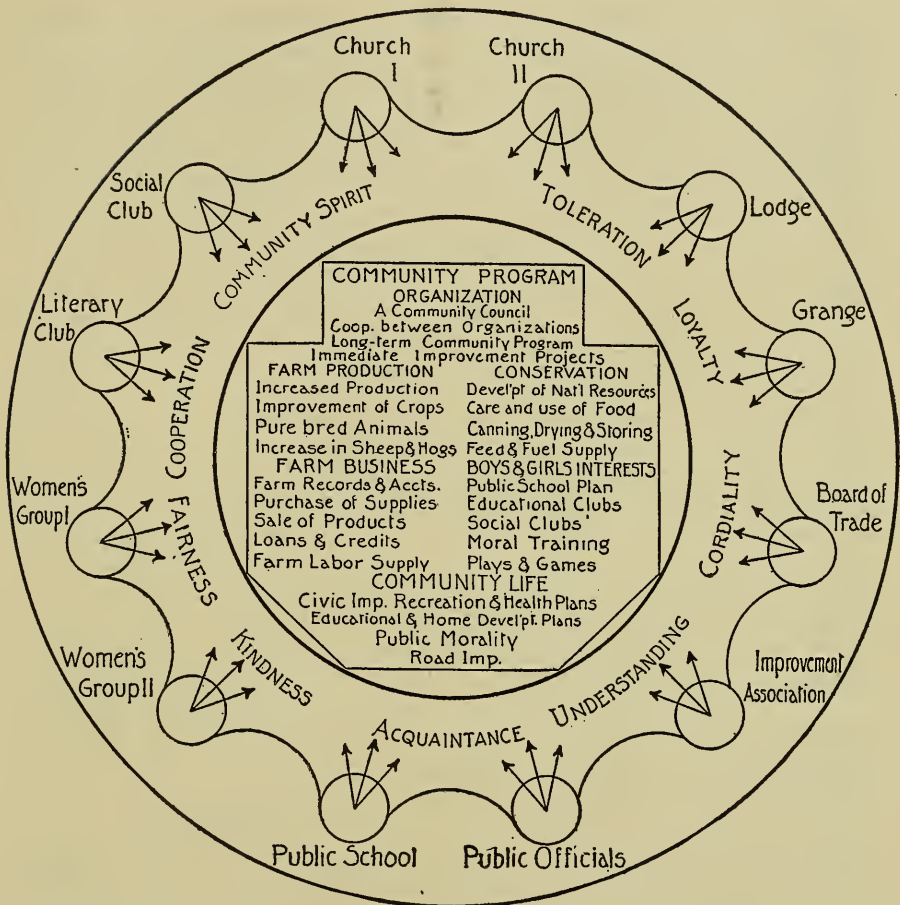 Church
I
Church
II
Social
Club
Lodge
Literary
Club
Grange
Women's
Group I
Board of
Trade
Women's
Group II
Improvement
Association
Public School
Public Officials
COMMUNITY SPIRIT
TOLERATION
LOYALTY
COOPERATION
CORDIALITY
FAIRNESS
KINDNESS
UNDERSTANDING
ACQUAINTANCE
COMMUNITY PROGRAM
ORGANIZATION
A Community Council
Coop. between Organizations
Long-term Community Program
Immediate Improvement Projects
FARM PRODUCTION
Increased Production
Improvement of Crops
Pure bred Animals
Increase in Sheep & Hogs
FARM BUSINESS
Farm Records & Accts.
Purchase of Supplies
Sale of Products
Loans & Credits
Farm Labor Supply
CONSERVATION
Devel'pt of Nat'l Resources
Care and use of Food
Canning, Drying & Storing
Feed & Fuel Supply
BOYS & GIRLS INTERESTS
Public School Plan
Educational Clubs
Social Clubs
Moral Training
Plays & Games
COMMUNITY LIFE
Civic Imp. Recreation & Health Plans
Educational & Home Devel'pt. Plans
Public Morality
Road Imp.